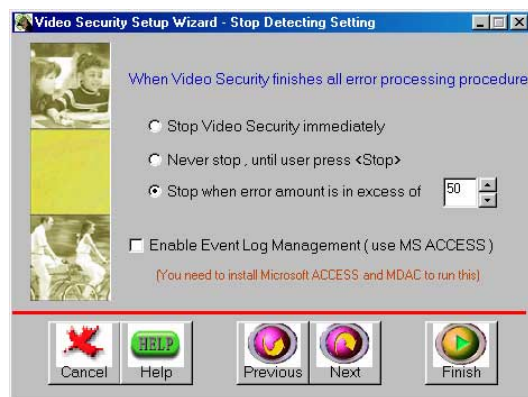 Video Security Setup Wizard - Stop Detecting Setting
When Video Security finishes all error processing procedure
Stop Video Security immediately
Never stop , until user press <Stop>
Stop when error amount is in excess of 50
Enable Event Log Management ( use MS ACCESS )
(You need to install Microsoft ACCESS and MDAC to run this)
HELP
Cancel Help Previous Next Finish